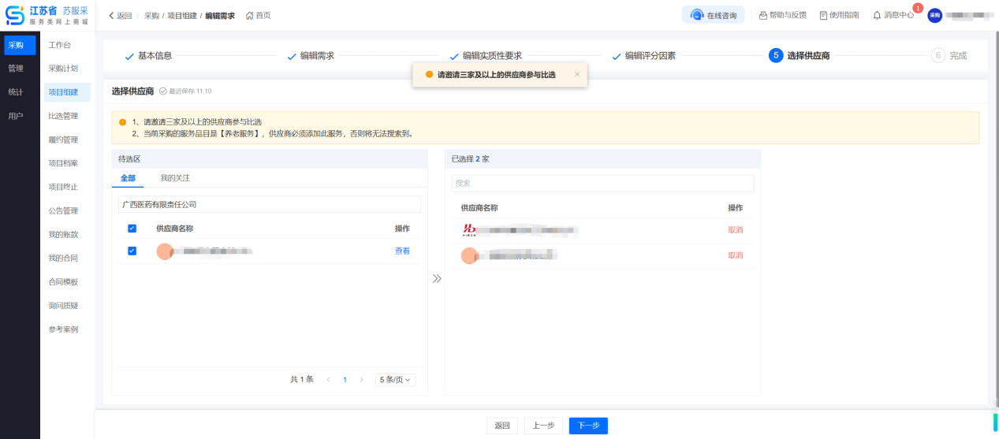 江苏省 苏服采
服务类网上商城
返回 采购 / 项目组建 / 编辑需求 首页
在线咨询 帮助与反馈 使用指南 消息中心 1 采购
采购
管理
统计
用户
工作台
采购计划
项目组建
比选管理
履约管理
项目档案
项目终止
公告管理
我的账款
我的合同
合同模板
询问质疑
参考案例
基本信息 编辑需求 编辑实质性要求 编辑评分因素 5 选择供应商 6 完成
请邀请三家及以上的供应商参与比选
选择供应商 最近保存 11:10
1、请邀请三家及以上的供应商参与比选
2、当前采购的服务品目是【养老服务】，供应商必须添加此服务，否则将无法搜索到。
待选区
全部 我的关注
广西医药有限责任公司
供应商名称 操作
查看
共 1 条 1 5 条/页
已选择 2 家
搜索
供应商名称 操作
取消
取消
返回 上一步 下一步